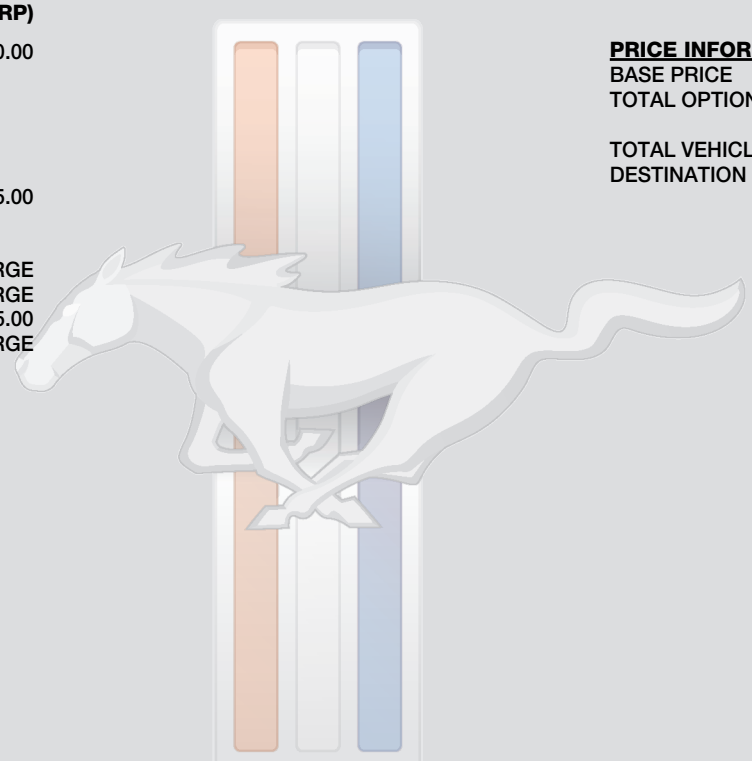 RP)
0.00
5.00
RGE
RGE
5.00
RGE
PRICE INFOR
BASE PRICE
TOTAL OPTION
TOTAL VEHICL
DESTINATION